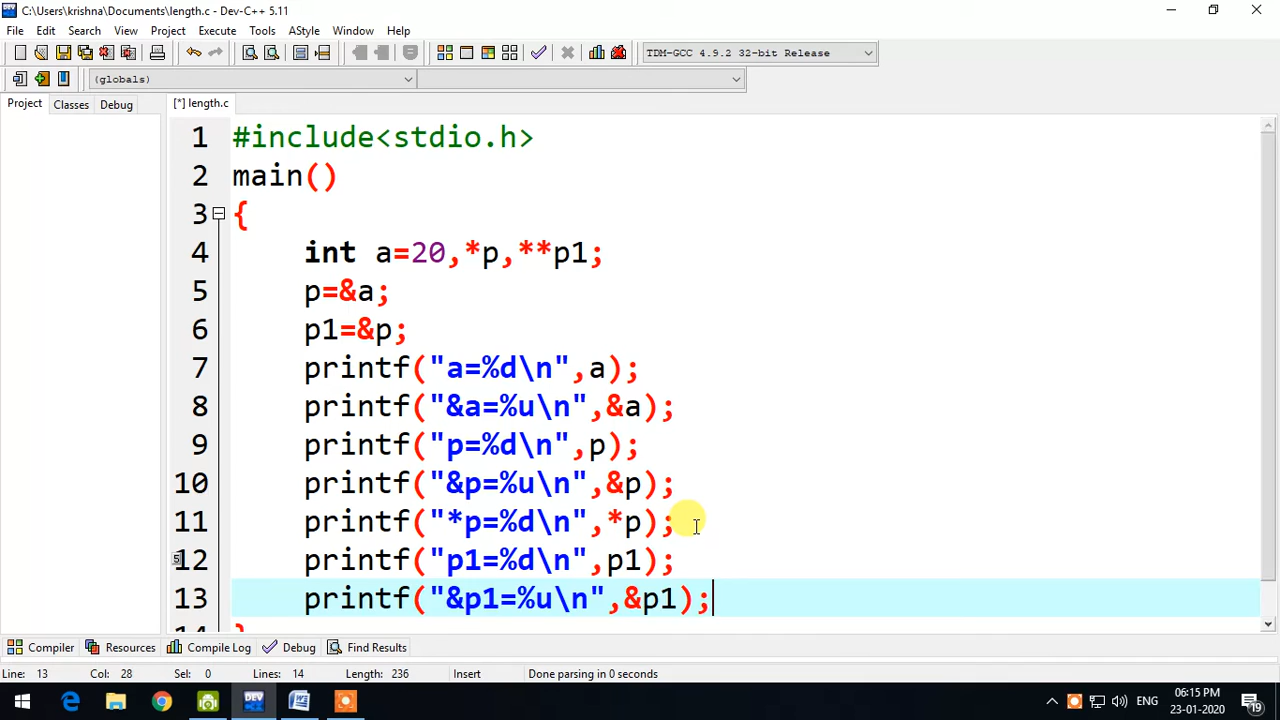 C:\Users\krishna\Documents\length.c - Dev-C++ 5.11
File Edit Search View Project Execute Tools AStyle Window Help
TDM-GCC 4.9.2 32-bit Release
(globals)
Project Classes Debug [*] length.c
1 #include<stdio.h>
2 main()
3 {
4 int a=20,*p,**p1;
5 p=&a;
6 p1=&p;
7 printf("a=%d\n",a);
8 printf("&a=%u\n",&a);
9 printf("p=%d\n",p);
10 printf("&p=%u\n",&p);
11 printf("*p=%d\n",*p);
12 printf("p1=%d\n",p1);
13 printf("&p1=%u\n",&p1);
14 }
Compiler Resources Compile Log Debug Find Results
Line: 13 Col: 28 Sel: 0 Lines: 14 Length: 236 Insert Done parsing in 0 seconds
DEV W ENG 06:15 PM
23-01-2020 19